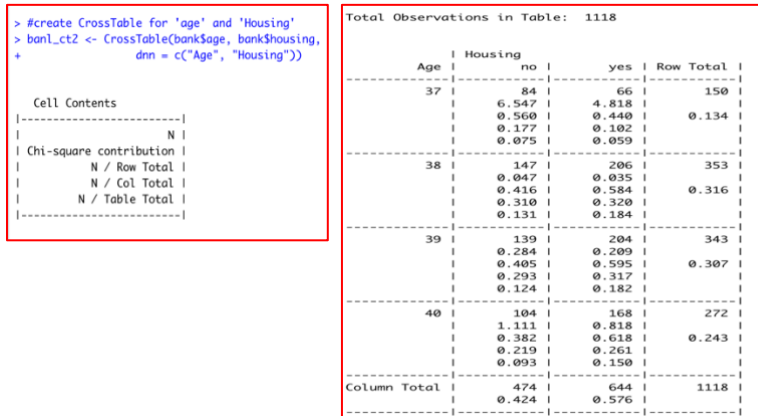 > #create CrossTable for 'age' and 'Housing'
> banl_ct2 <- CrossTable(bank$age, bank$housing,
+                        dnn = c("Age", "Housing"))
   Cell Contents
|-------------------------|
|                       N |
| Chi-square contribution |
|           N / Row Total |
|           N / Col Total |
|         N / Table Total |
|-------------------------|
Total Observations in Table:  1118
             | Housing
         Age |        no |       yes | Row Total |
-------------|-----------|-----------|-----------|
          37 |        84 |        66 |       150 |
             |     6.547 |     4.818 |           |
             |     0.560 |     0.440 |     0.134 |
             |     0.177 |     0.102 |           |
             |     0.075 |     0.059 |           |
-------------|-----------|-----------|-----------|
          38 |       147 |       206 |       353 |
             |     0.047 |     0.035 |           |
             |     0.416 |     0.584 |     0.316 |
             |     0.310 |     0.320 |           |
             |     0.131 |     0.184 |           |
-------------|-----------|-----------|-----------|
          39 |       139 |       204 |       343 |
             |     0.284 |     0.209 |           |
             |     0.405 |     0.595 |     0.307 |
             |     0.293 |     0.317 |           |
             |     0.124 |     0.182 |           |
-------------|-----------|-----------|-----------|
          40 |       104 |       168 |       272 |
             |     1.111 |     0.818 |           |
             |     0.382 |     0.618 |     0.243 |
             |     0.219 |     0.261 |           |
             |     0.093 |     0.150 |           |
-------------|-----------|-----------|-----------|
Column Total |       474 |       644 |      1118 |
             |     0.424 |     0.576 |           |
-------------|-----------|-----------|-----------|